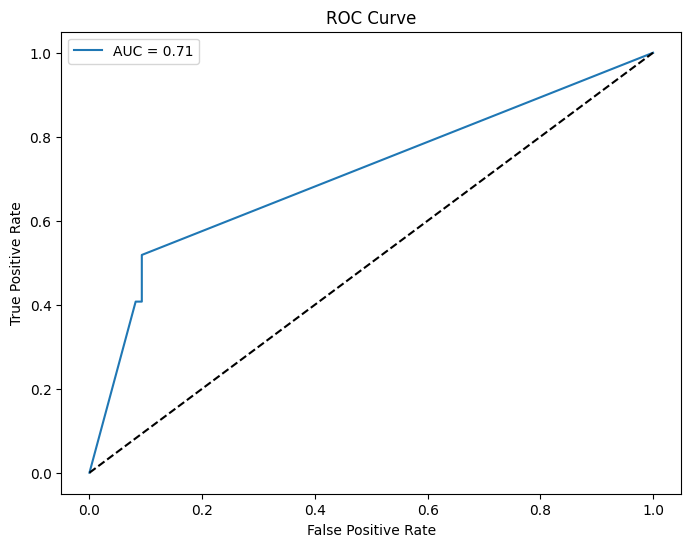 ROC Curve
AUC = 0.71
True Positive Rate
1.0
0.8
0.6
0.4
0.2
0.0
0.0 0.2 0.4 0.6 0.8 1.0
False Positive Rate